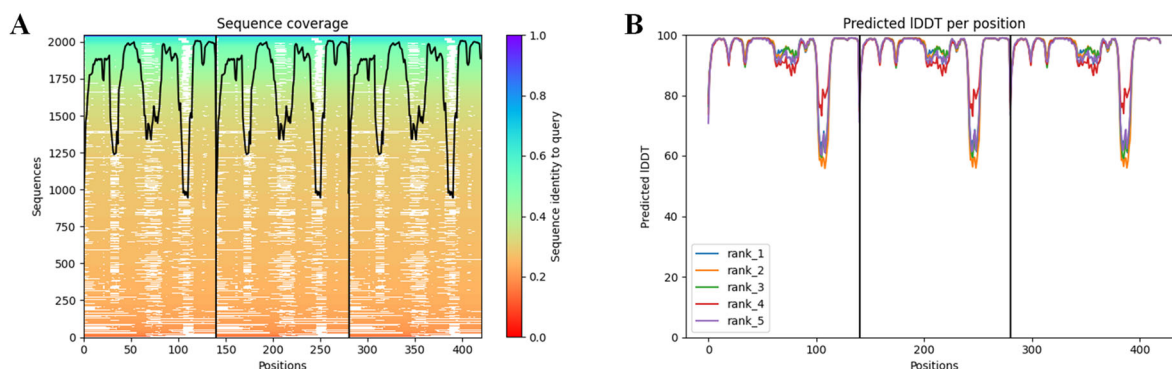 A
Sequence coverage
2000
1750
1500
1250
1000
750
500
250
0
Sequences
0 50 100 150 200 250 300 350 400
Positions
1.0
0.8
0.6
0.4
0.2
0.0
Sequence identity to query
B
Predicted lDDT per position
100
80
60
40
20
0
Predicted lDDT
rank_1
rank_2
rank_3
rank_4
rank_5
0 100 200 300 400
Positions